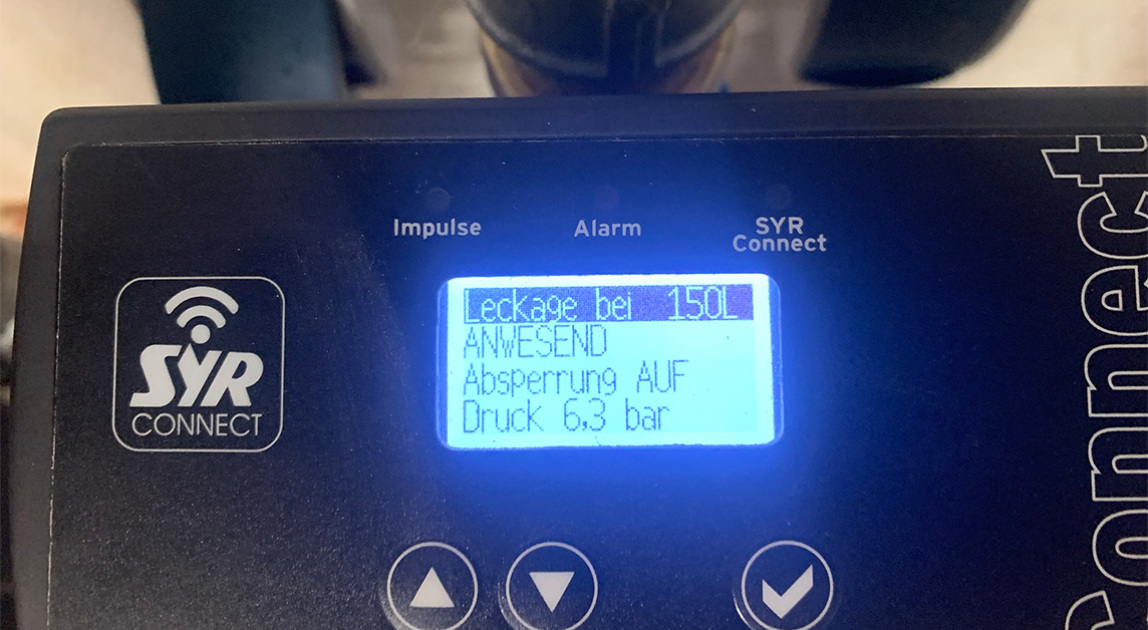 Impulse
Alarm
SYR
Connect
Leckage bei 150L
ANWESEND
Absperrung AUF
Druck 6,3 bar
SYR
CONNECT
Connect